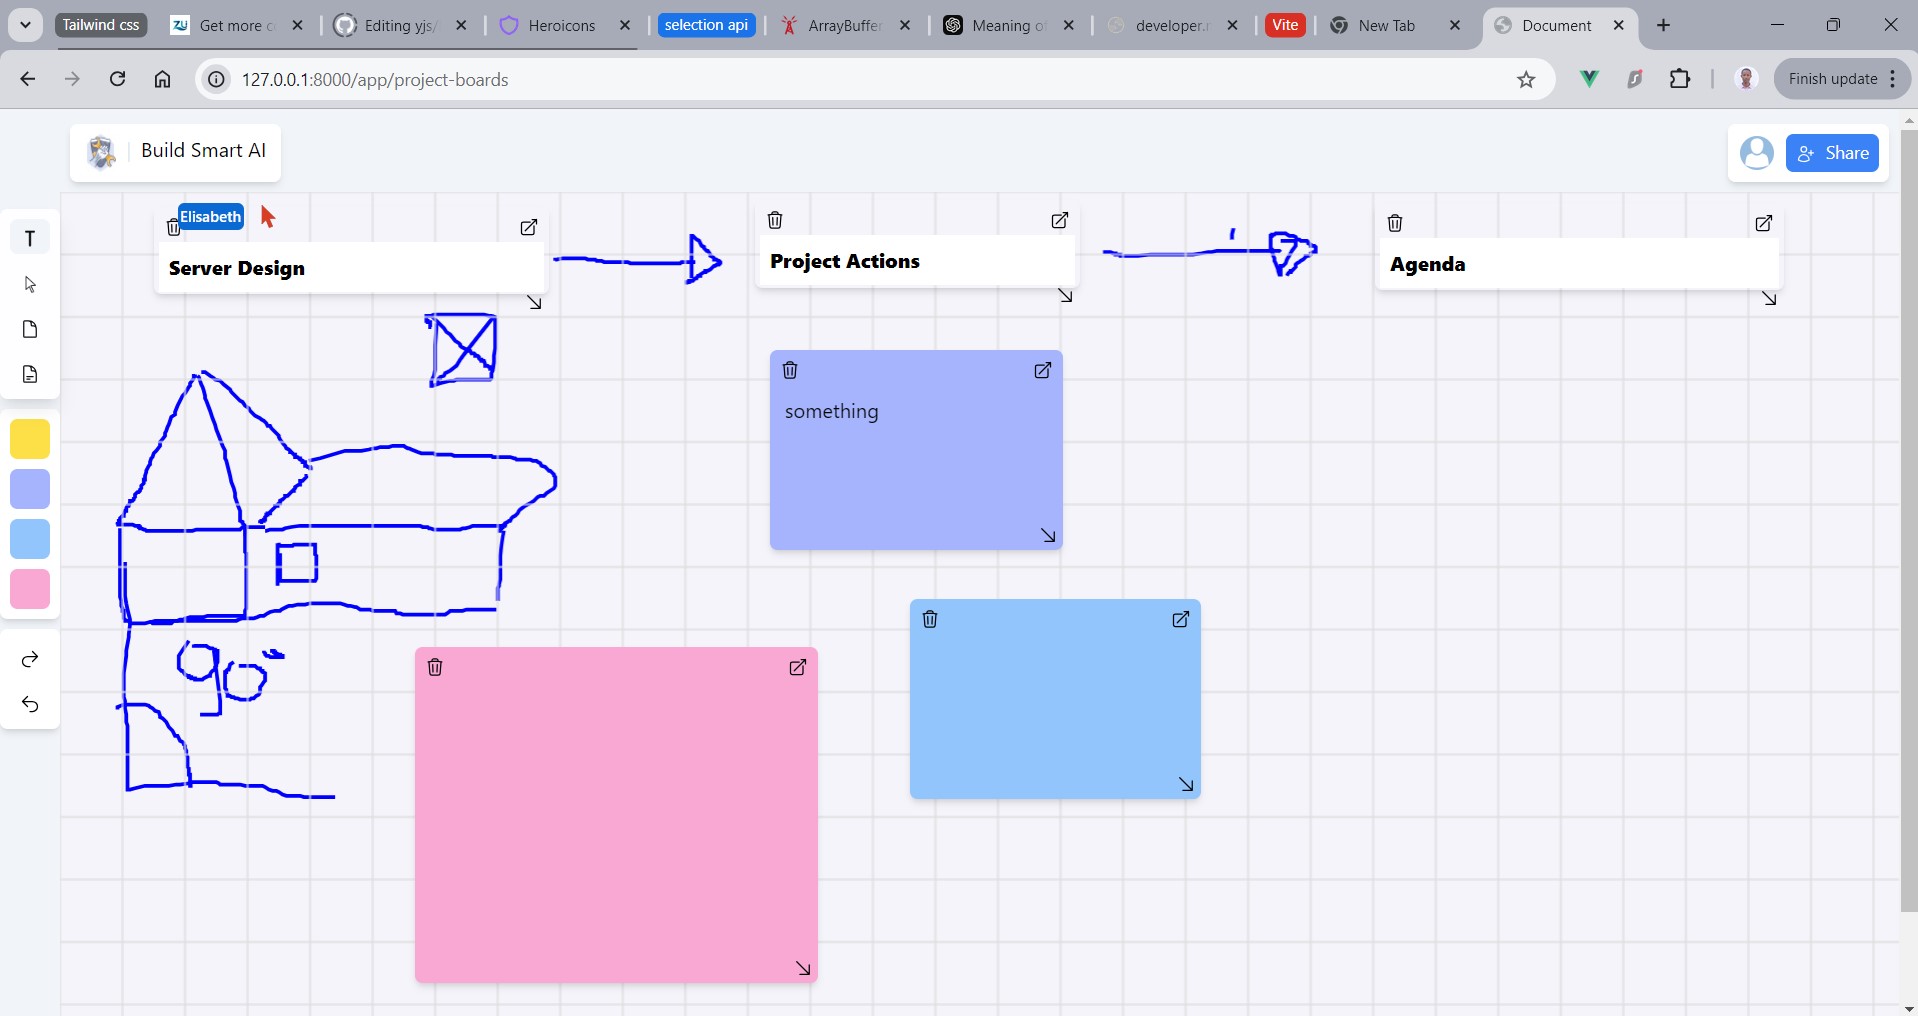 Tailwind css
Get more c
Editing yjs/
Heroicons
selection api
ArrayBuffer
Meaning o
developer.
Vite
New Tab
Document
127.0.0.1:8000/app/project-boards
Finish update
Build Smart AI
Share
Elisabeth
T
Server Design
Project Actions
Agenda
something